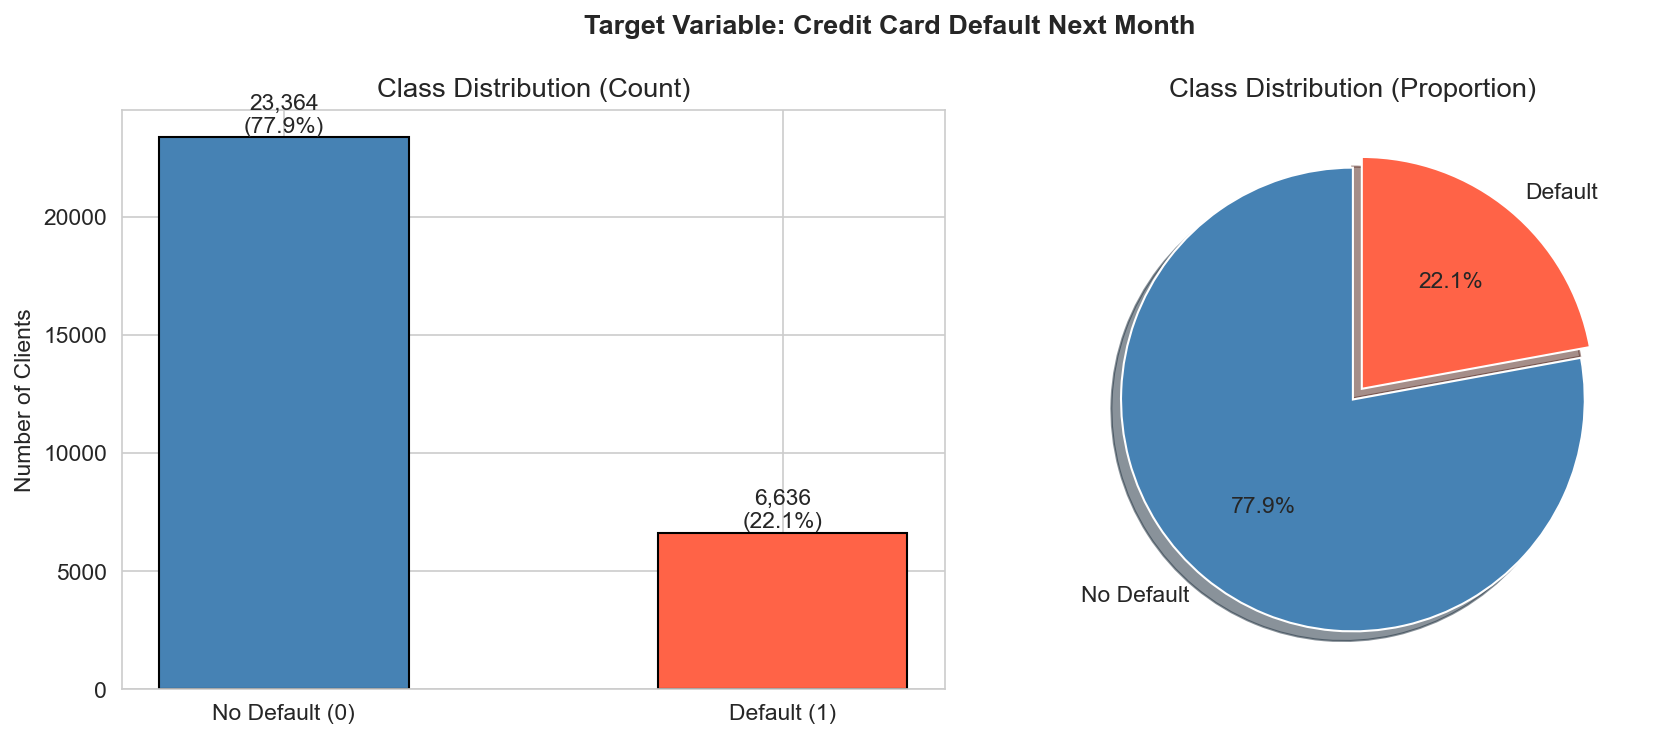 Target Variable: Credit Card Default Next Month
Class Distribution (Count)
23,364
(77.9%)
20000
15000
10000
5000
0
Number of Clients
6,636
(22.1%)
No Default (0)
Default (1)
Class Distribution (Proportion)
Default
22.1%
77.9%
No Default